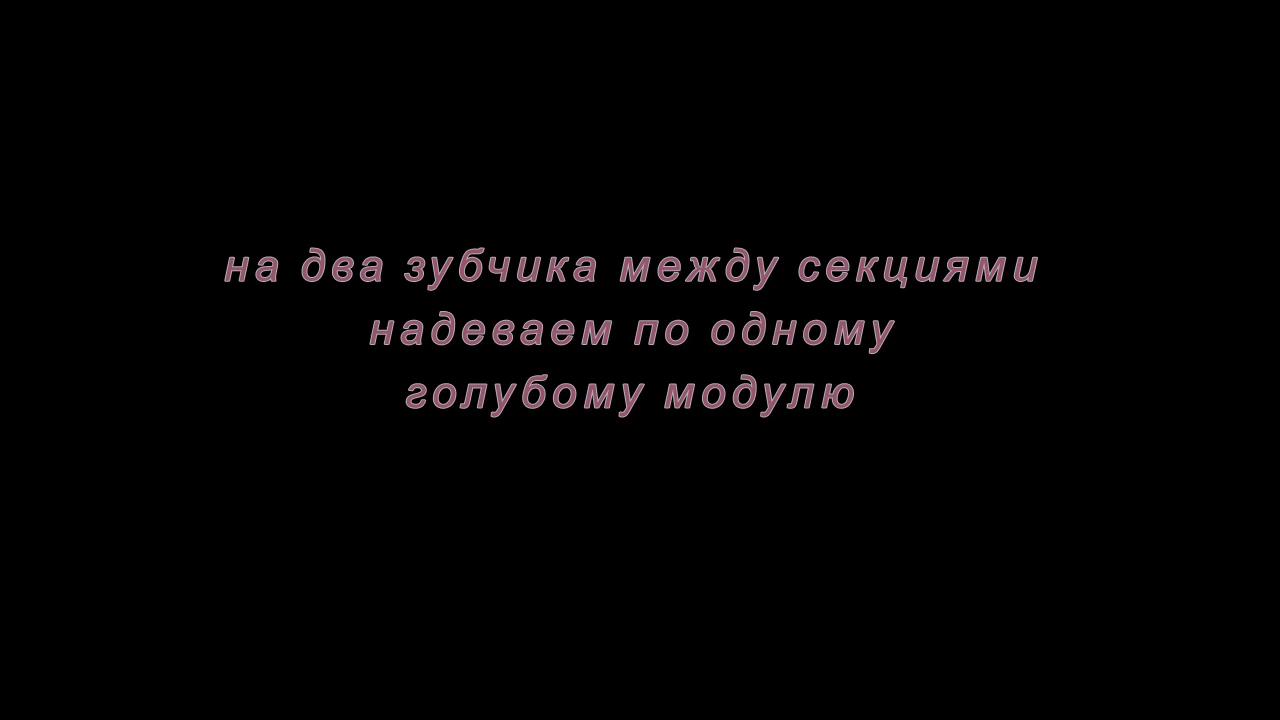 на два зубчика между секциями
надеваем по одному
голубому модулю